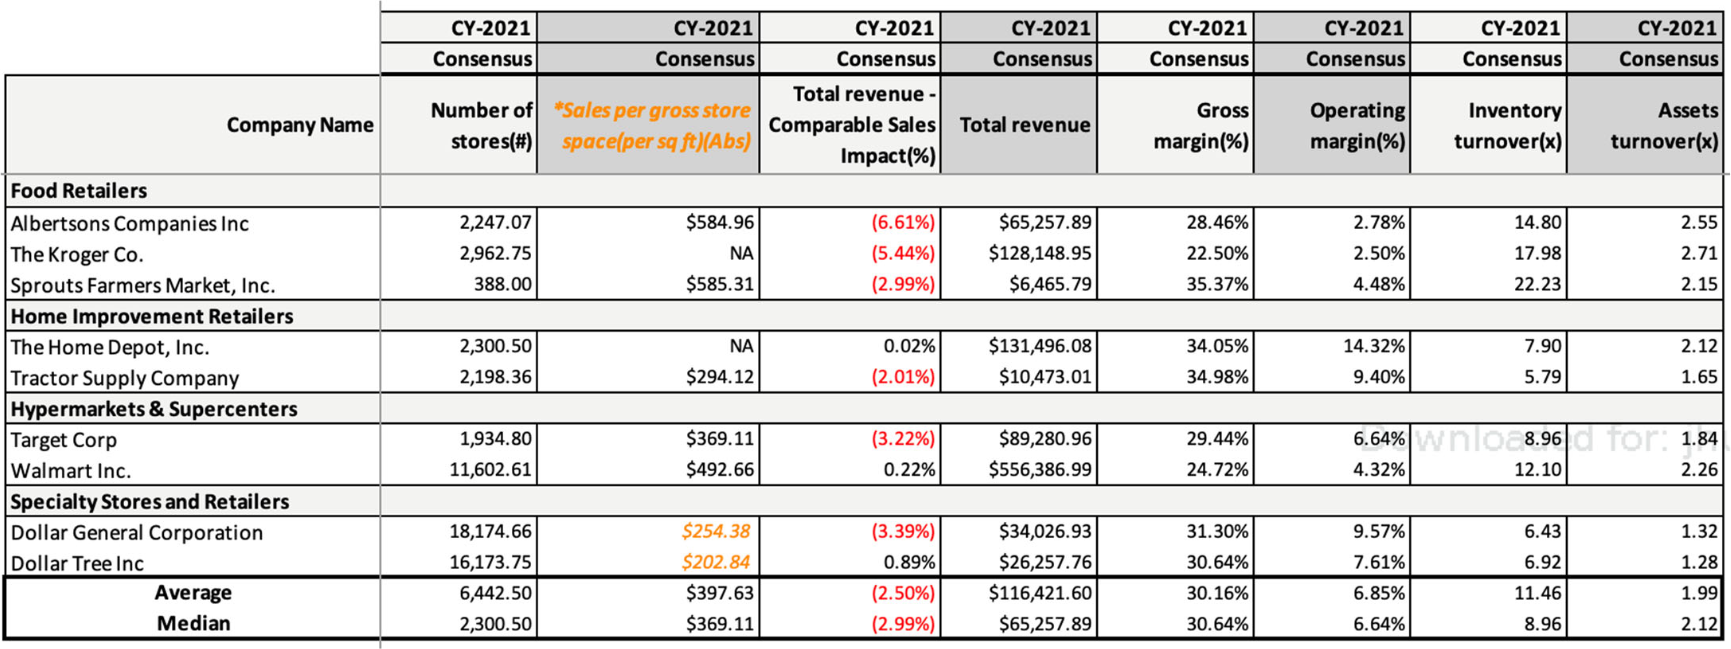 CY-2021 CY-2021 CY-2021 CY-2021 CY-2021 CY-2021 CY-2021 CY-2021
Consensus Consensus Consensus Consensus Consensus Consensus Consensus Consensus
Company Name Number of stores(#) *Sales per gross store space(per sq ft)(Abs) Total revenue - Comparable Sales Impact(%) Total revenue Gross margin(%) Operating margin(%) Inventory turnover(x) Assets turnover(x)
Food Retailers
Albertsons Companies Inc 2,247.07 $584.96 (6.61%) $65,257.89 28.46% 2.78% 14.80 2.55
The Kroger Co. 2,962.75 NA (5.44%) $128,148.95 22.50% 2.50% 17.98 2.71
Sprouts Farmers Market, Inc. 388.00 $585.31 (2.99%) $6,465.79 35.37% 4.48% 22.23 2.15
Home Improvement Retailers
The Home Depot, Inc. 2,300.50 NA 0.02% $131,496.08 34.05% 14.32% 7.90 2.12
Tractor Supply Company 2,198.36 $294.12 (2.01%) $10,473.01 34.98% 9.40% 5.79 1.65
Hypermarkets & Supercenters
Target Corp 1,934.80 $369.11 (3.22%) $89,280.96 29.44% 6.64% 8.96 1.84
Downloaded for:
Walmart Inc. 11,602.61 $492.66 0.22% $556,386.99 24.72% 4.32% 12.10 2.26
Specialty Stores and Retailers
Dollar General Corporation 18,174.66 $254.38 (3.39%) $34,026.93 31.30% 9.57% 6.43 1.32
Dollar Tree Inc 16,173.75 $202.84 0.89% $26,257.76 30.64% 7.61% 6.92 1.28
Average 6,442.50 $397.63 (2.50%) $116,421.60 30.16% 6.85% 11.46 1.99
Median 2,300.50 $369.11 (2.99%) $65,257.89 30.64% 6.64% 8.96 2.12